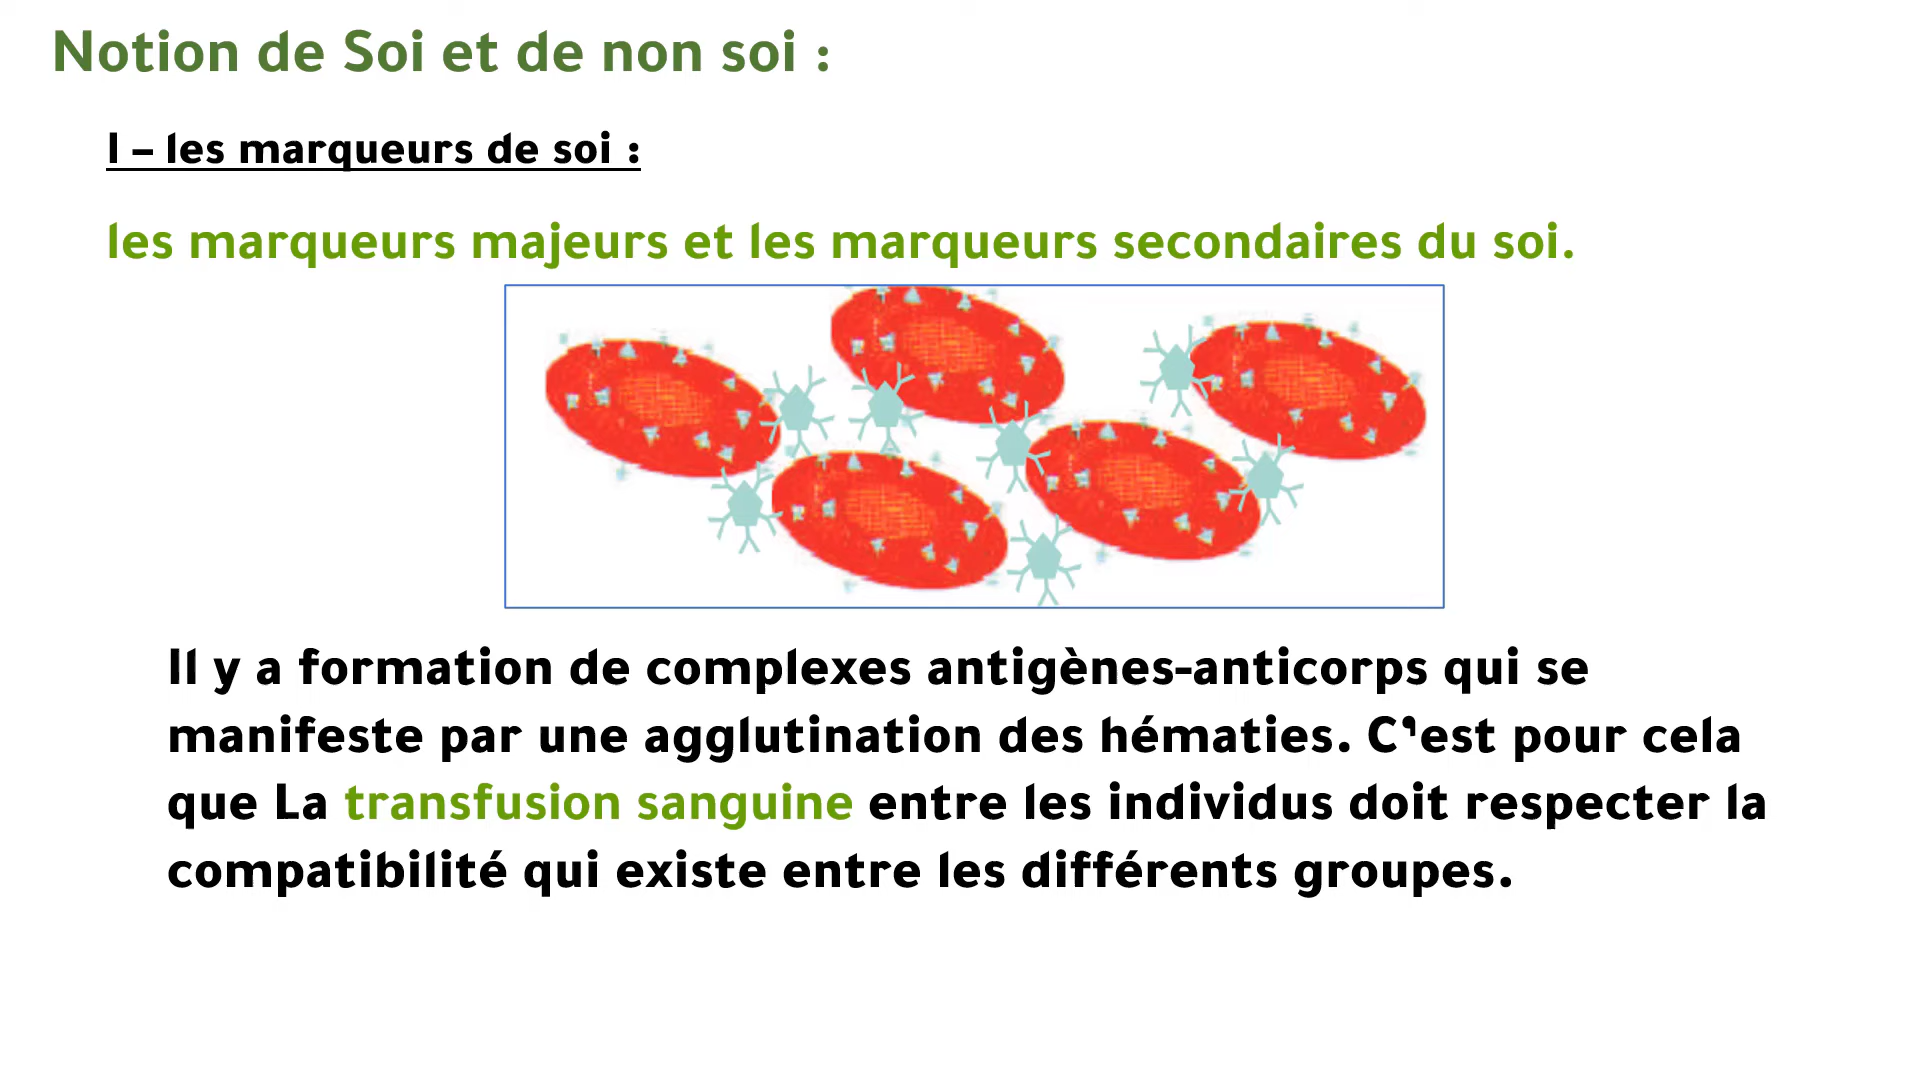 Notion de Soi et de non soi :
I – les marqueurs de soi :
les marqueurs majeurs et les marqueurs secondaires du soi.
Il y a formation de complexes antigènes-anticorps qui se
manifeste par une agglutination des hématies. C'est pour cela
que La transfusion sanguine entre les individus doit respecter la
compatibilité qui existe entre les différents groupes.